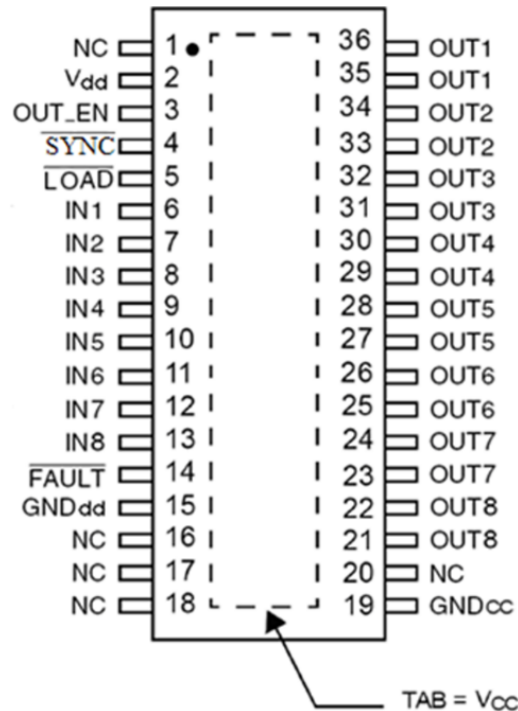 NC 1 36 OUT1
Vdd 2 35 OUT1
OUT_EN 3 34 OUT2
SYNC 4 33 OUT2
LOAD 5 32 OUT3
IN1 6 31 OUT3
IN2 7 30 OUT4
IN3 8 29 OUT4
IN4 9 28 OUT5
IN5 10 27 OUT5
IN6 11 26 OUT6
IN7 12 25 OUT6
IN8 13 24 OUT7
FAULT 14 23 OUT7
GNDdd 15 22 OUT8
NC 16 21 OUT8
NC 17 20 NC
NC 18 19 GNDcc
TAB = VCC